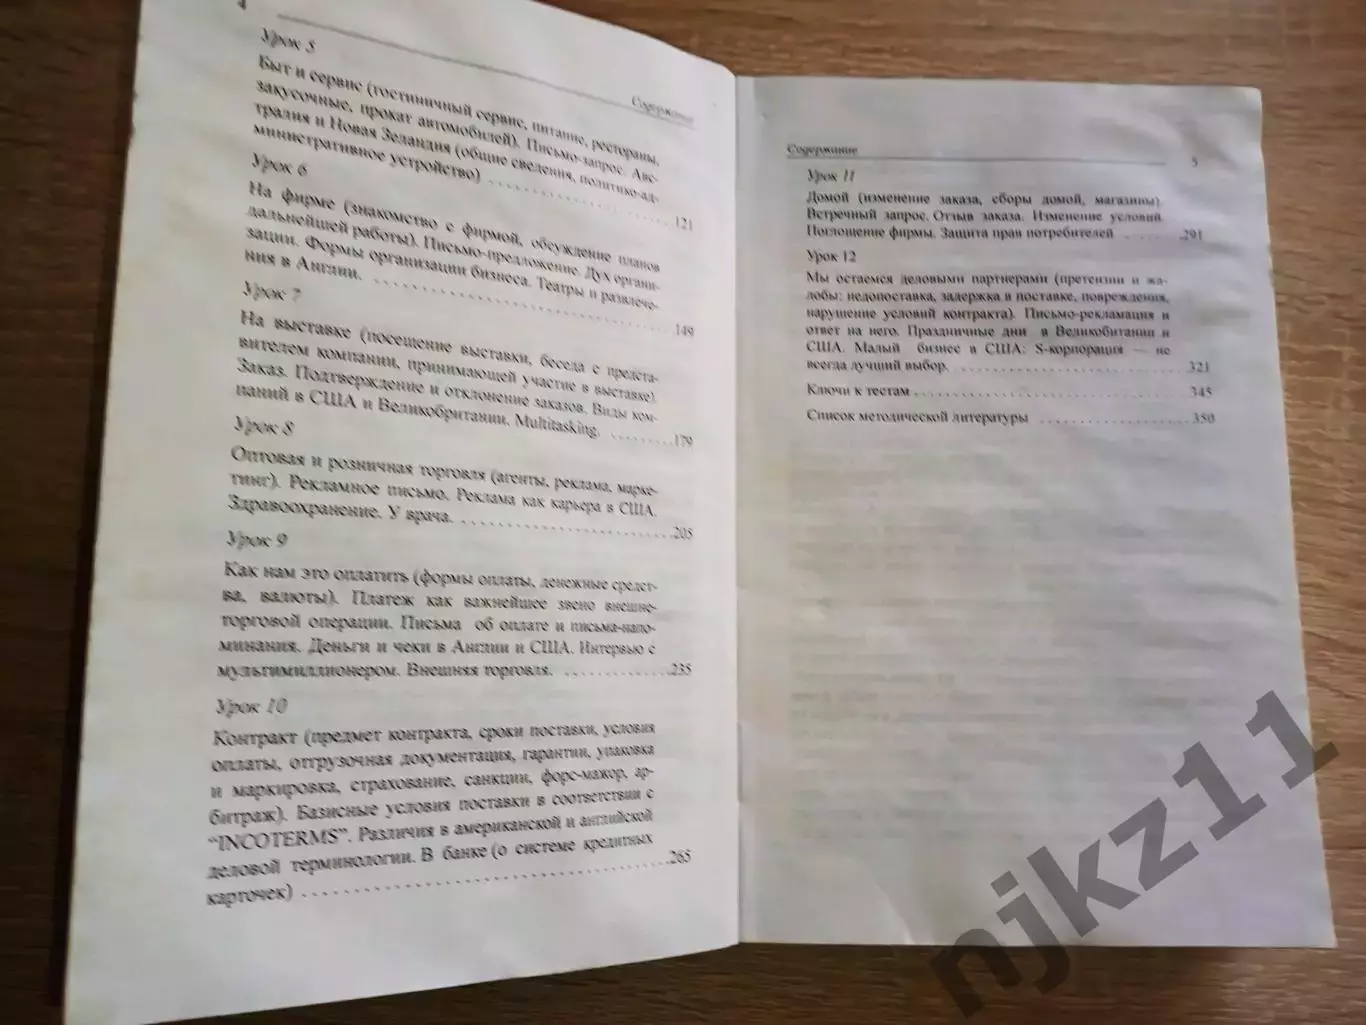 4
Содержание
Урок 5
Быт и сервис (гостиничный сервис, питание, рестораны,
закусочные, прокат автомобилей). Письмо-запрос. Авс-
тралия и Новая Зеландия (общие сведения, политико-ад-
министративное устройство) 121
Урок 6
На фирме (знакомство с фирмой, обсуждение планов
дальнейшей работы). Письмо-предложение. Дух органи-
зации. Формы организации бизнеса. Театры и развлече-
ния в Англии. 149
Урок 7
На выставке (посещение выставки, беседа с предста-
вителем компании, принимающей участие в выставке).
Заказ. Подтверждение и отклонение заказов. Виды ком-
паний в США и Великобритании. Multitasking. 179
Урок 8
Оптовая и розничная торговля (агенты, реклама, марке-
тинг). Рекламное письмо. Реклама как карьера в США.
Здравоохранение. У врача. 205
Урок 9
Как нам это оплатить (формы оплаты, денежные средст-
ва, валюты). Платеж как важнейшее звено внешне-
торговой операции. Письма об оплате и письма-напо-
минания. Деньги и чеки в Англии и США. Интервью с
мультимиллионером. Внешняя торговля. 235
Урок 10
Контракт (предмет контракта, сроки поставки, условия
оплаты, отгрузочная документация, гарантии, упаковка
и маркировка, страхование, санкции, форс-мажор, ар-
битраж). Базисные условия поставки в соответствии с
“INCOTERMS”. Различия в американской и английской
деловой терминологии. В банке (о системе кредитных
карточек) 265
Содержание 5
Урок 11
Домой (изменение заказа, сборы домой, магазины).
Встречный запрос. Отзыв заказа. Изменение условий.
Поглощение фирмы. Защита прав потребителей 291
Урок 12
Мы остаемся деловыми партнерами (претензии и жа-
лобы: недопоставка, задержка в поставке, повреждения,
нарушение условий контракта). Письмо-рекламация и
ответ на него. Праздничные дни в Великобритании и
США. Малый бизнес в США: S-корпорация — не
всегда лучший выбор. 321
Ключи к тестам 345
Список методической литературы 350
njkz11